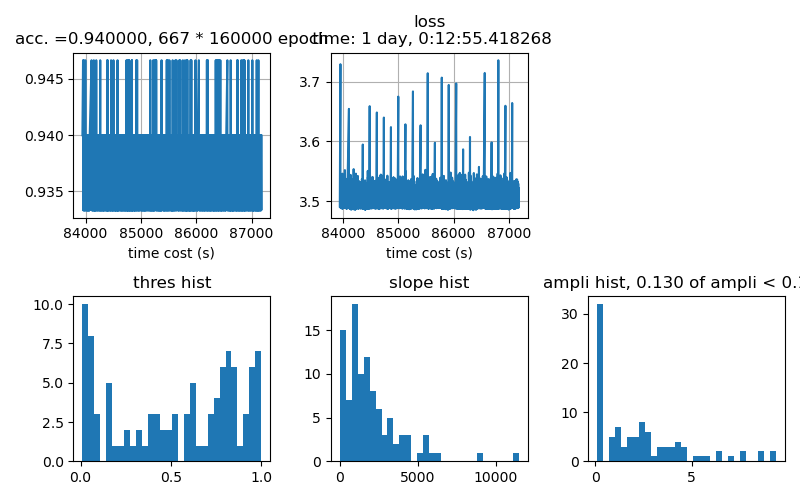 loss
acc. =0.940000, 667 * 160000 epoch
time: 1 day, 0:12:55.418268
0.945
0.940
0.935
84000 85000 86000 87000
time cost (s)
3.7
3.6
3.5
84000 85000 86000 87000
time cost (s)
thres hist
10.0
7.5
5.0
2.5
0.0
0.0 0.5 1.0
slope hist
15
10
5
0
0 5000 10000
ampli hist, 0.130 of ampli < 0.
30
20
10
0
0 5